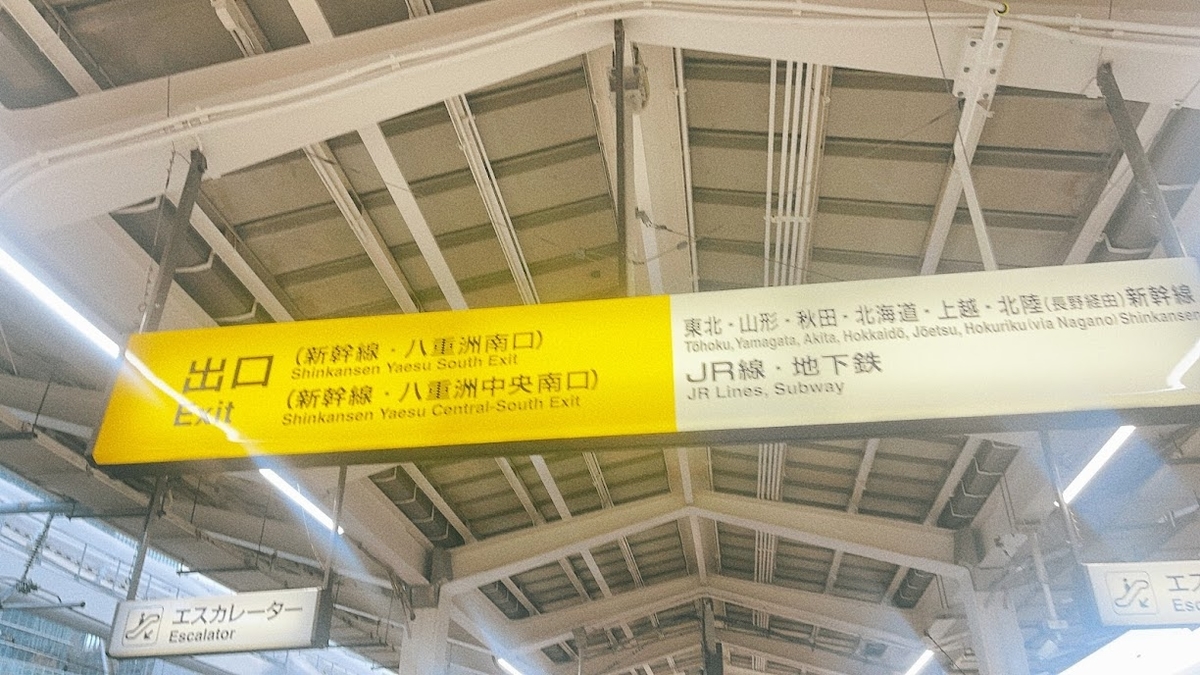 出口
Exit
(新幹線・八重洲南口)
Shinkansen Yaesu South Exit
(新幹線・八重洲中央南口)
Shinkansen Yaesu Central-South Exit
東北・山形・秋田・北海道・上越・北陸(長野経由)新幹線
Tōhoku, Yamagata, Akita, Hokkaidō, Jōetsu, Hokuriku(via Nagano)Shinkansen
JR線・地下鉄
JR Lines, Subway
エスカレーター
Escalator
エス
Es